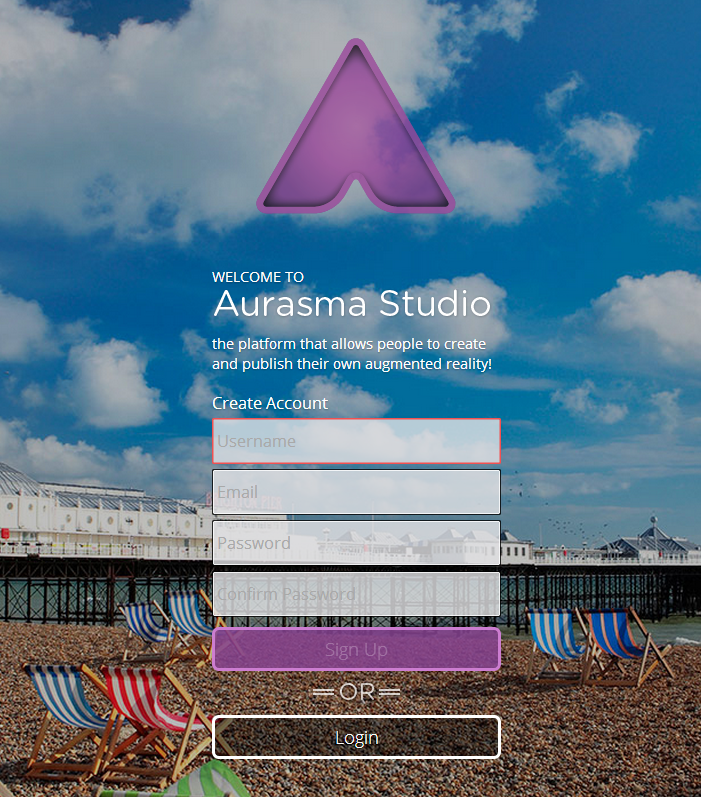 WELCOME TO
Aurasma Studio
the platform that allows people to create
and publish their own augmented reality!
Create Account
Username
Email
Password
Confirm Password
Sign Up
OR
Login